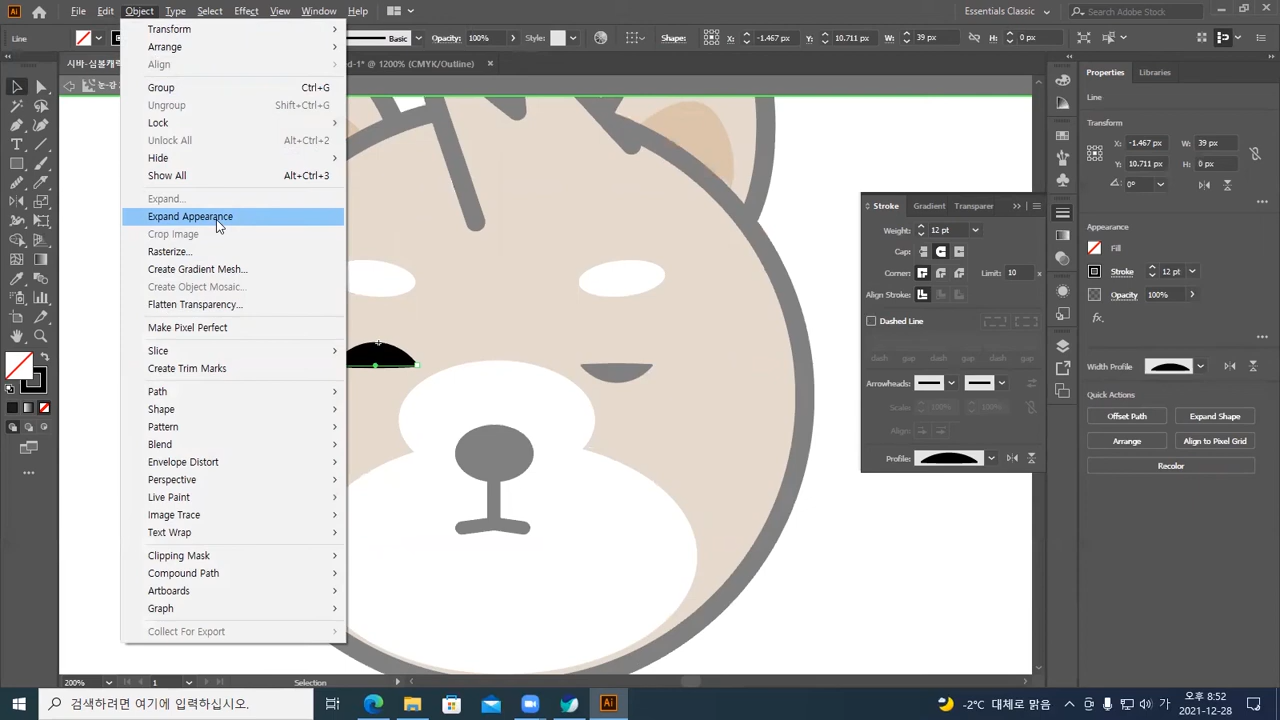 File Edit Object Type Select Effect View Window Help
Essentials Classic
Search Adobe Stock
Line
Basic
Opacity: 100%
Style:
Shape:
X: -1.467 px
Y: 10.711 px
W: 39 px
H: 0 px
ed-1* @ 1200% (CMYK/Outline)
Transform
Arrange
Align
Group Ctrl+G
Ungroup Shift+Ctrl+G
Lock
Unlock All Alt+Ctrl+2
Hide
Show All Alt+Ctrl+3
Expand...
Expand Appearance
Crop Image
Rasterize...
Create Gradient Mesh...
Create Object Mosaic...
Flatten Transparency...
Make Pixel Perfect
Slice
Create Trim Marks
Path
Shape
Pattern
Blend
Envelope Distort
Perspective
Live Paint
Image Trace
Text Wrap
Clipping Mask
Compound Path
Artboards
Graph
Collect For Export
Stroke Gradient Transparer
Weight: 12 pt
Cap:
Corner: Limit: 10 x
Align Stroke:
Dashed Line
dash gap dash gap dash gap
Arrowheads:
Scale: 100% 100%
Align:
Profile:
Properties Libraries
Line
Transform
X: -1.467 px W: 39 px
Y: 10.711 px H: 0 px
0°
Appearance
Fill
Stroke 12 pt
Opacity 100%
fx.
Width Profile
Quick Actions
Offset Path Expand Shape
Arrange Align to Pixel Grid
Recolor
200% 1 Selection
검색하려면 여기에 입력하십시오.
-2°C 대체로 맑음
가
오후 8:52
2021-12-28